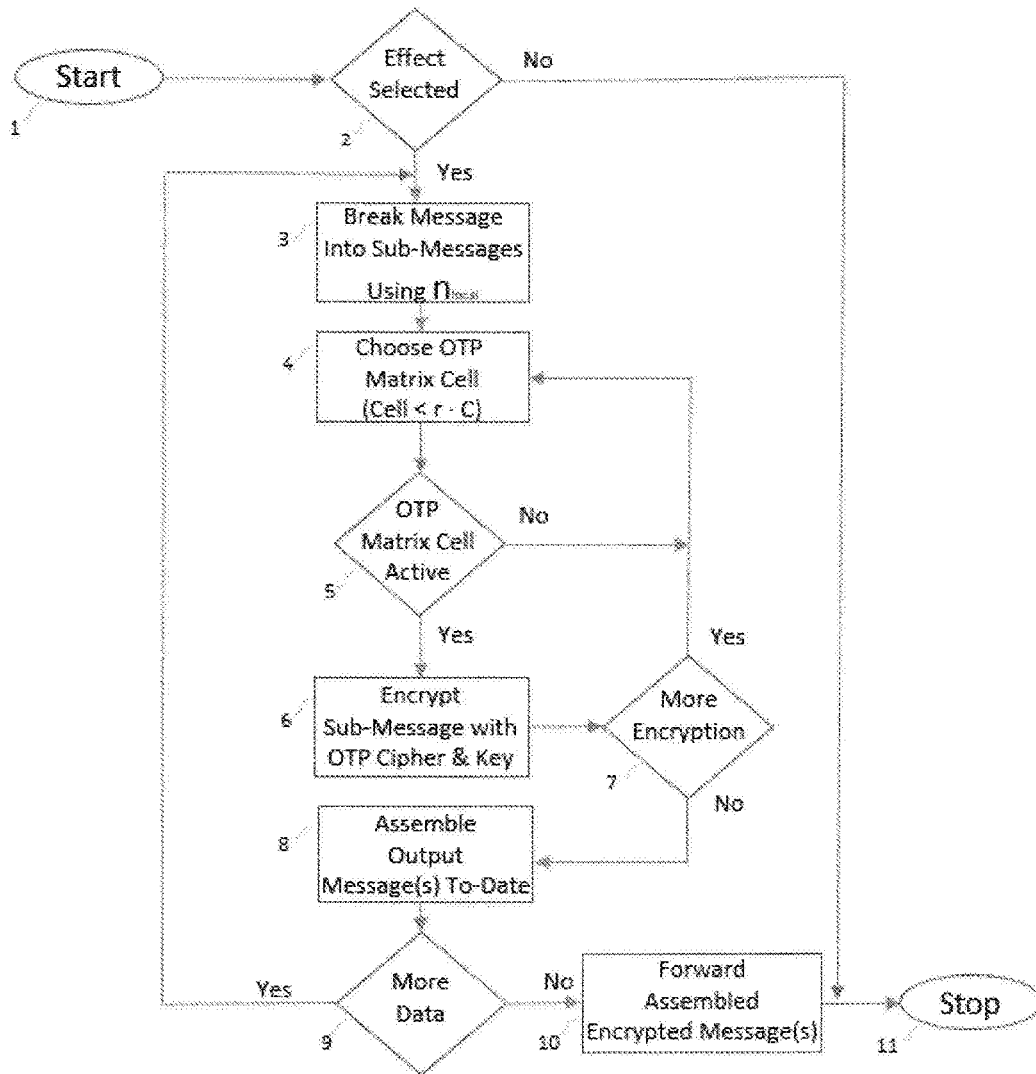 Start
1
Effect
Selected
2
No
Yes
3
Break Message
Into Sub-Messages
Using n
4
Choose OTP
Matrix Cell
(Cell < r · C)
OTP
Matrix Cell
Active
5
No
Yes
6
Encrypt
Sub-Message with
OTP Cipher & Key
More
Encryption
7
Yes
No
8
Assemble
Output
Message(s) To-Date
More
Data
9
Yes
No
Forward
Assembled
Encrypted Message(s)
10
Stop
11